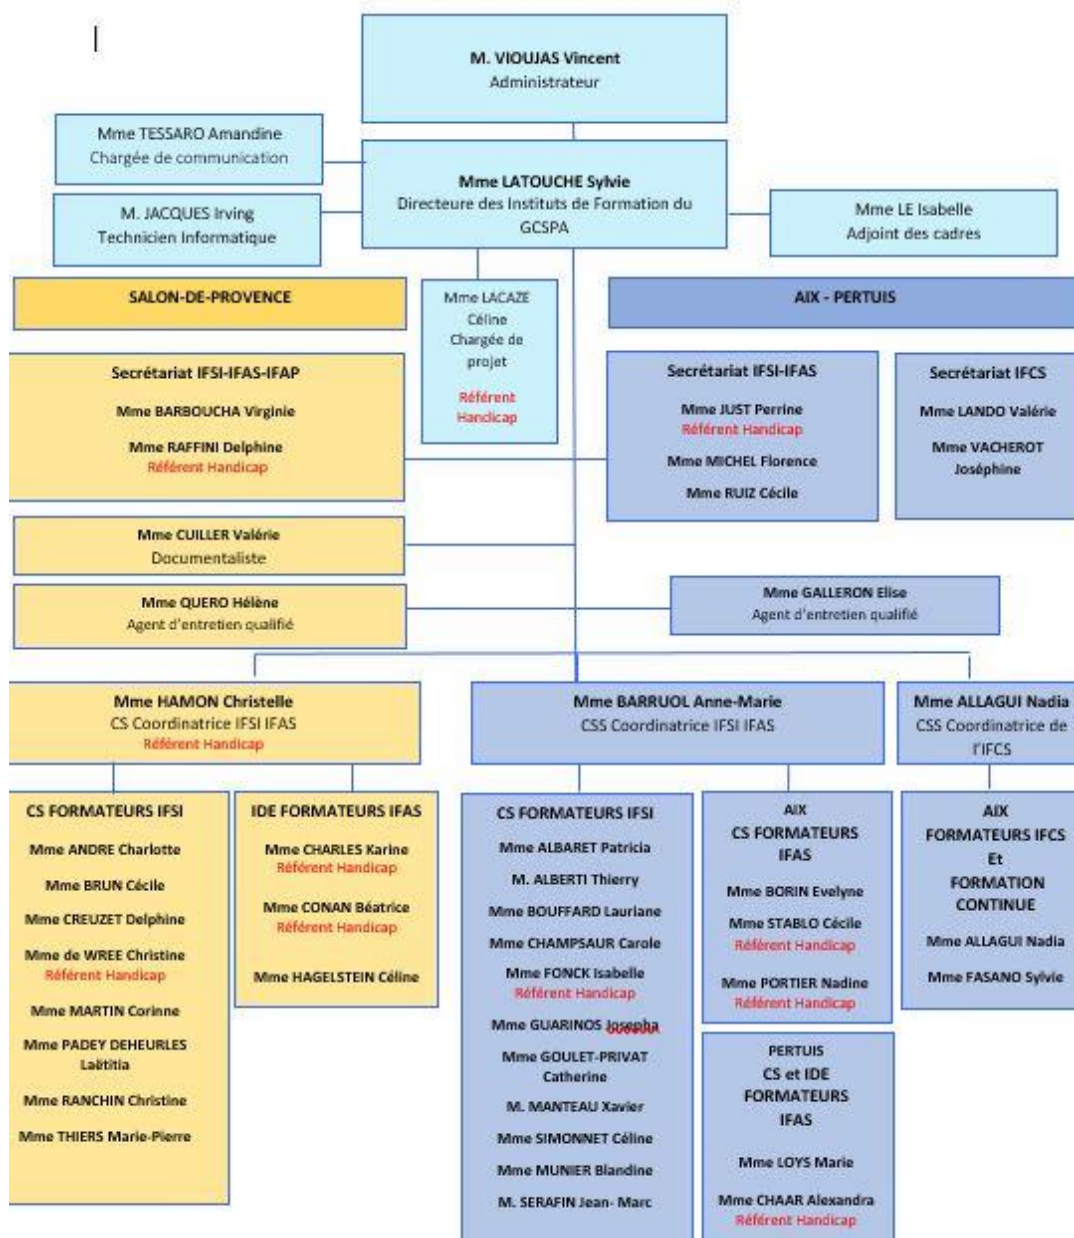 M. VIOUJAS Vincent
Administrateur
Mme TESSARO Amandine
Chargée de communication
Mme LATOUCHE Sylvie
Directeure des Instituts de Formation du
GCSPA
M. JACQUES Irving
Technicien Informatique
Mme LE Isabelle
Adjoint des cadres
SALON-DE-PROVENCE
Mme LACAZE
Céline
Chargée de
projet
Référent
Handicap
AIX - PERTUIS
Secrétariat IFSI-IFAS-IFAP
Mme BARBOUCHA Virginie
Mme RAFFINI Delphine
Référent Handicap
Secrétariat IFSI-IFAS
Mme JUST Perrine
Référent Handicap
Mme MICHEL Florence
Mme RUIZ Cécile
Secrétariat IFCS
Mme LANDO Valérie
Mme VACHEROT
Joséphine
Mme CUILLER Valérie
Documentaliste
Mme QUERO Hélène
Agent d'entretien qualifié
Mme GALLERON Elise
Agent d'entretien qualifié
Mme HAMON Christelle
CS Coordinatrice IFSI IFAS
Référent Handicap
Mme BARRUOL Anne-Marie
CSS Coordinatrice IFSI IFAS
Mme ALLAGUI Nadia
CSS Coordinatrice de
l'IFCS
CS FORMATEURS IFSI
Mme ANDRE Charlotte
Mme BRUN Cécile
Mme CREUZET Delphine
Mme de WREE Christine
Référent Handicap
Mme MARTIN Corinne
Mme PADEY DEHEURLES
Laëtitia
Mme RANCHIN Christine
Mme THIERS Marie-Pierre
IDE FORMATEURS IFAS
Mme CHARLES Karine
Référent Handicap
Mme CONAN Béatrice
Référent Handicap
Mme HAGELSTEIN Céline
CS FORMATEURS IFSI
Mme ALBARET Patricia
M. ALBERTI Thierry
Mme BOUFFARD Lauriane
Mme CHAMPSAUR Carole
Mme FONCK Isabelle
Référent Handicap
Mme GUARINOS Josepha
Mme GOULET-PRIVAT
Catherine
M. MANTEAU Xavier
Mme SIMONNET Céline
Mme MUNIER Blandine
M. SERAFIN Jean- Marc
AIX
CS FORMATEURS
IFAS
Mme BORIN Evelyne
Mme STABLO Cécile
Référent Handicap
Mme PORTIER Nadine
Référent Handicap
PERTUIS
CS et IDE
FORMATEURS
IFAS
Mme LOYS Marie
Mme CHAAR Alexandra
Référent Handicap
AIX
FORMATEURS IFCS
Et
FORMATION
CONTINUE
Mme ALLAGUI Nadia
Mme FASANO Sylvie